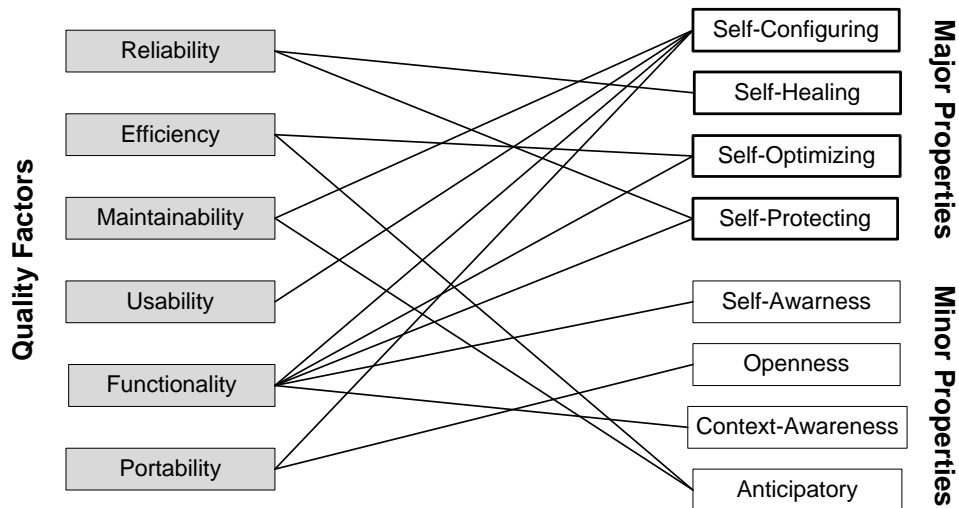 Quality Factors
Reliability
Efficiency
Maintainability
Usability
Functionality
Portability
Self-Configuring
Self-Healing
Self-Optimizing
Self-Protecting
Self-Awarness
Openness
Context-Awareness
Anticipatory
Major Properties
Minor Properties